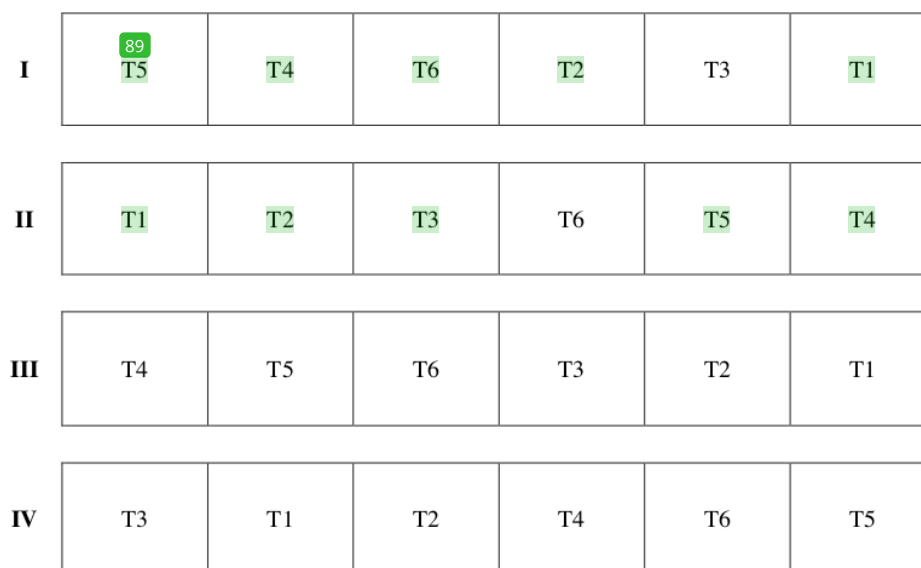 89
I T5 T4 T6 T2 T3 T1
II T1 T2 T3 T6 T5 T4
III T4 T5 T6 T3 T2 T1
IV T3 T1 T2 T4 T6 T5